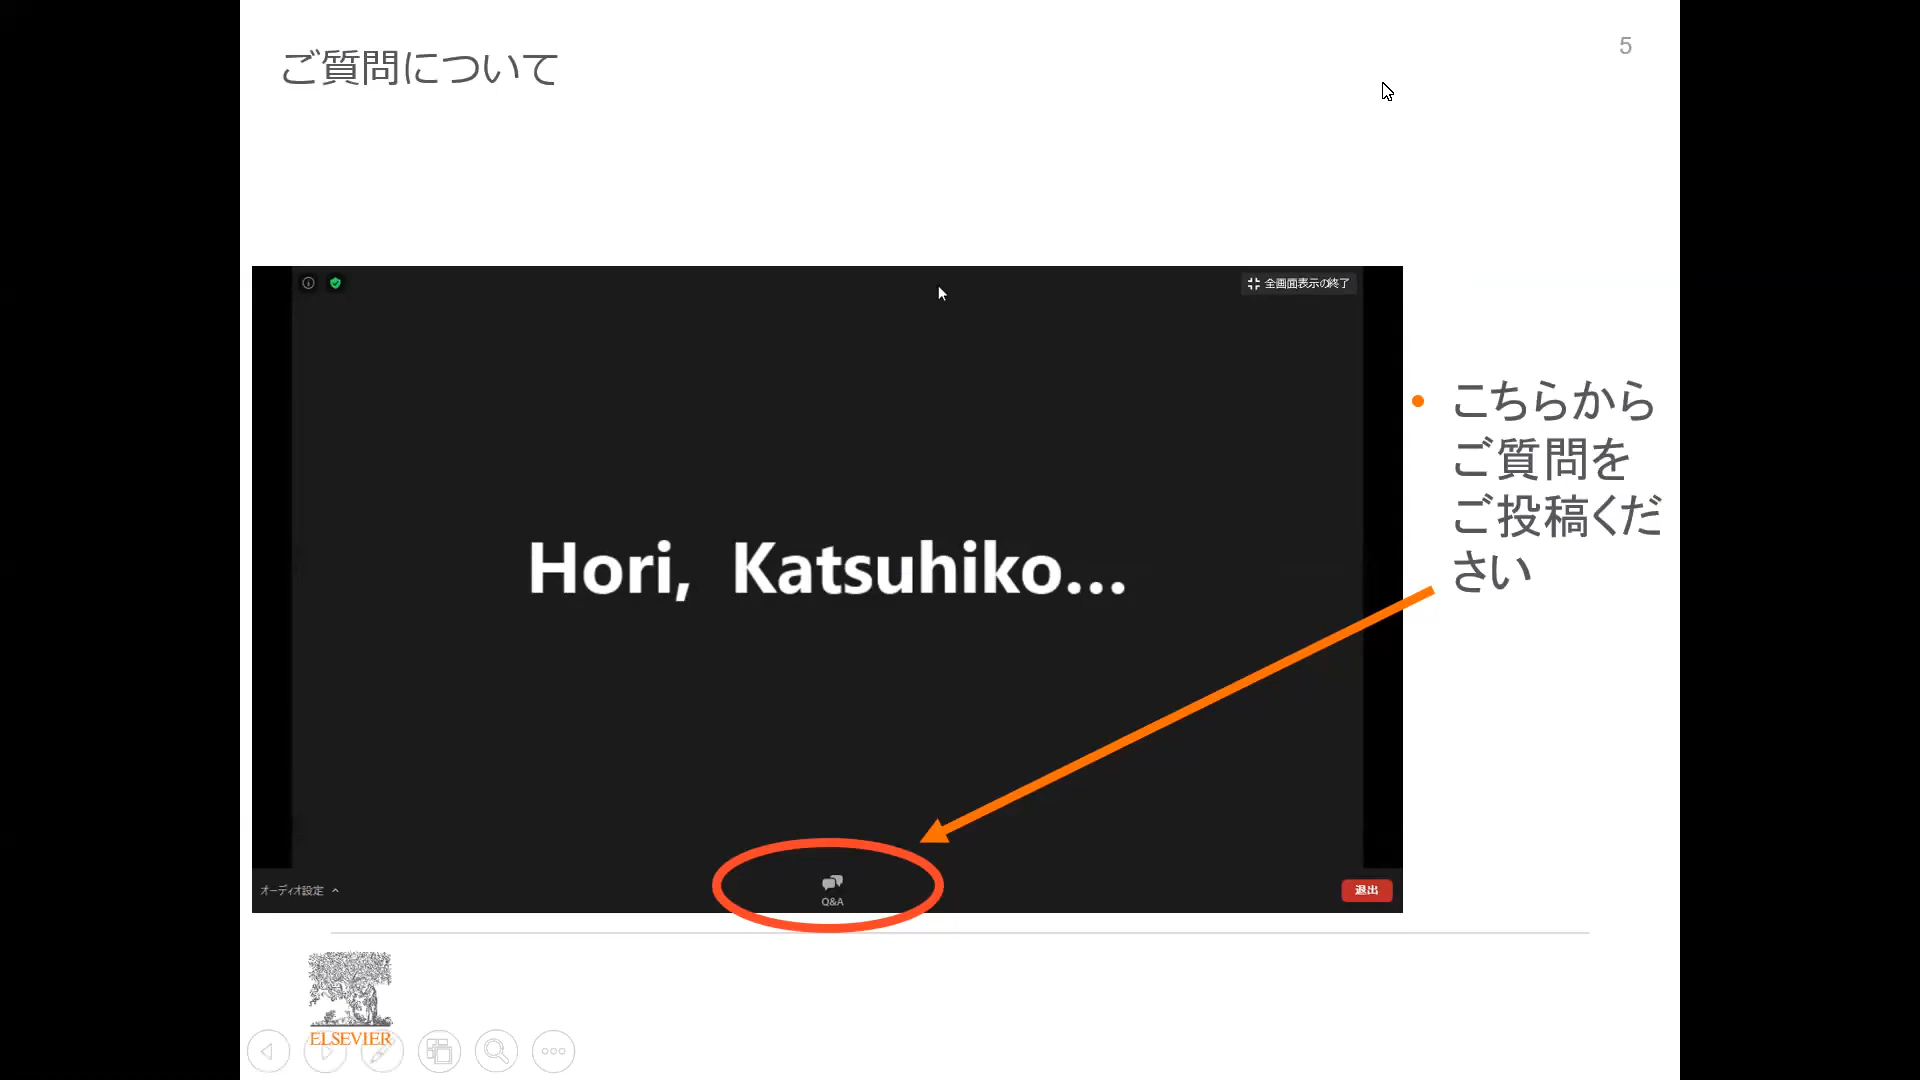 ご質問について
5
全画面表示の終了
Hori, Katsuhiko...
こちらから
ご質問を
ご投稿くだ
さい
オーディオ設定
Q&A
退出
ELSEVIER